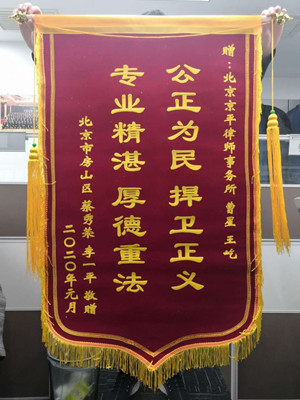 赠：北京京平律师事务所 曾星 王屹
公正为民 捍卫正义
专业精湛 厚德重法
北京市房山区 蔡秀荣 李一平 敬赠
二〇二〇年元月